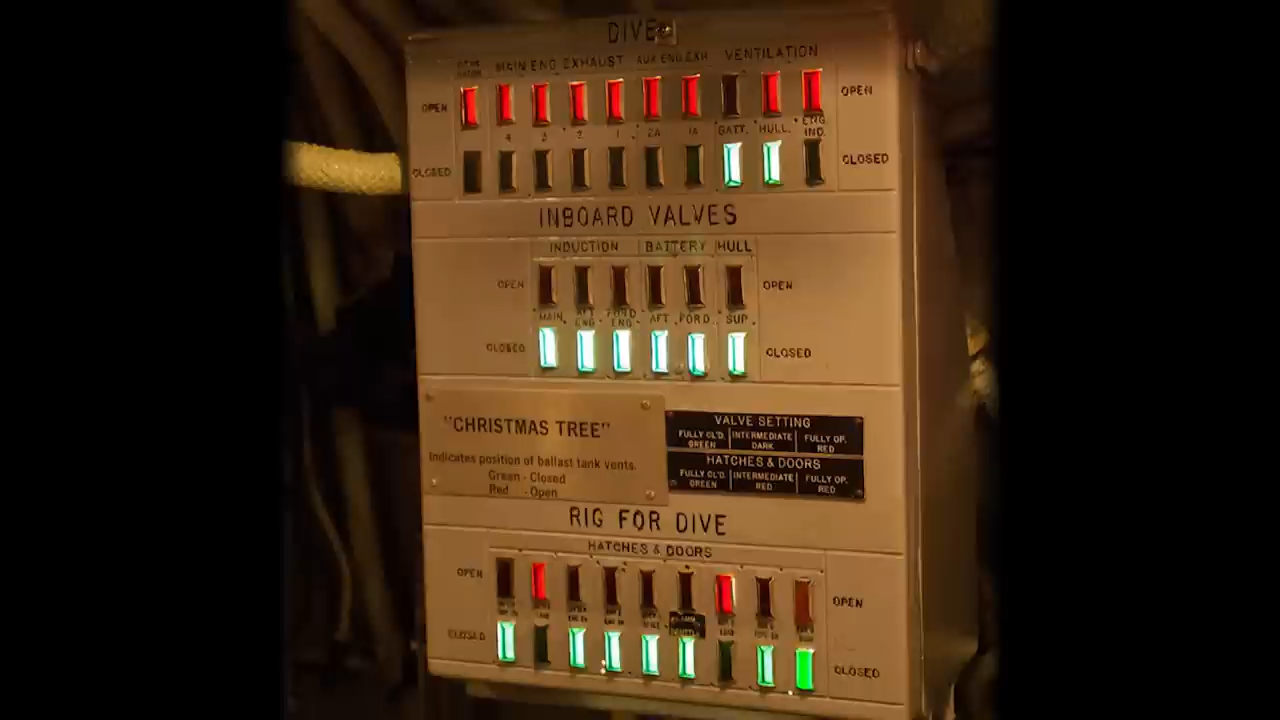 DIVE
MAIN ENG EXHAUST AUX ENG EXH VENTILATION
OPEN OPEN
4 3 2 1 2A 1A BATT. HULL. ENG. IND.
CLOSED CLOSED
INBOARD VALVES
INDUCTION BATTERY HULL
OPEN OPEN
MAIN. AFT ENG FORD ENG AFT FORD. SUP.
CLOSED CLOSED
"CHRISTMAS TREE"
Indicates position of ballast tank vents.
Green - Closed
Red - Open
VALVE SETTING
FULLY CL'D. GREEN INTERMEDIATE DARK FULLY OP. RED
HATCHES & DOORS
FULLY CL'D. GREEN INTERMEDIATE RED FULLY OP. RED
RIG FOR DIVE
HATCHES & DOORS
OPEN OPEN
CLOSED CLOSED